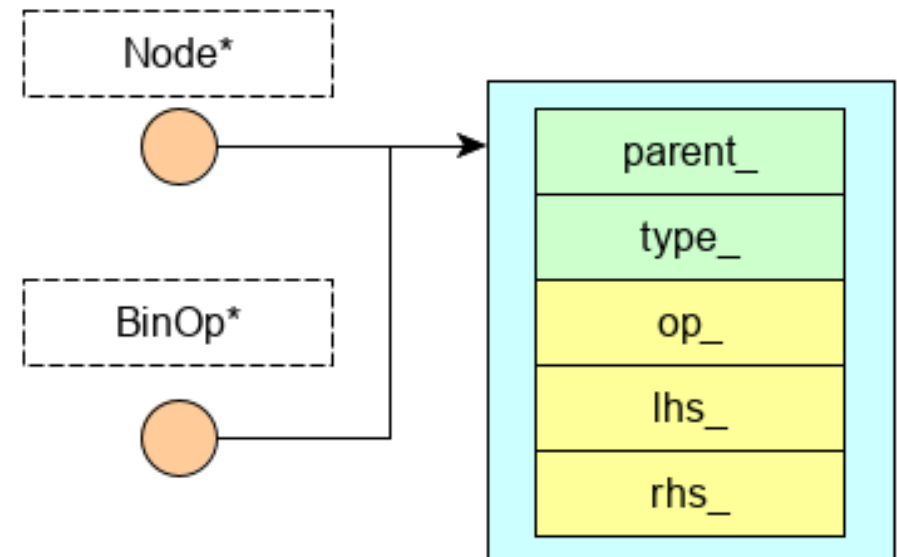 Node*
BinOp*
parent_
type_
op_
lhs_
rhs_